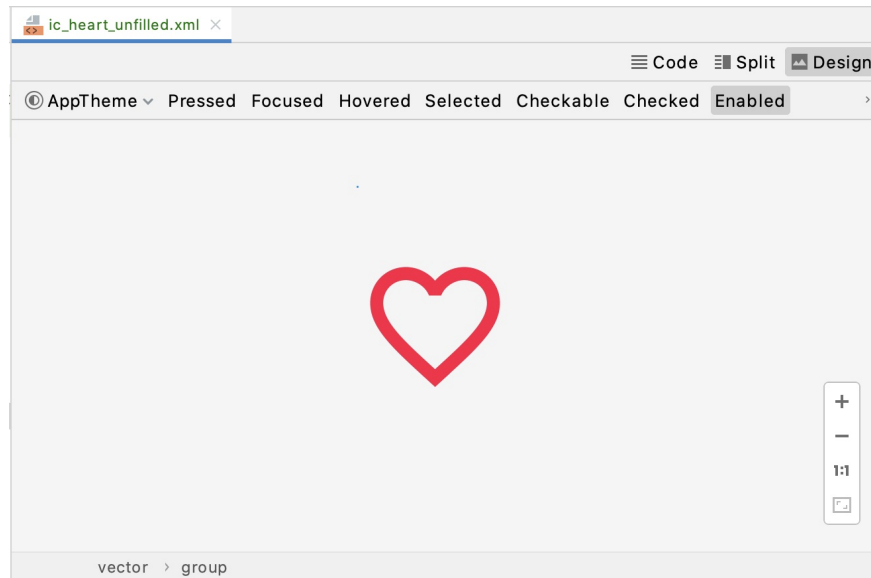 ic_heart_unfilled.xml
Code Split Design
AppTheme Pressed Focused Hovered Selected Checkable Checked Enabled
1:1
vector > group